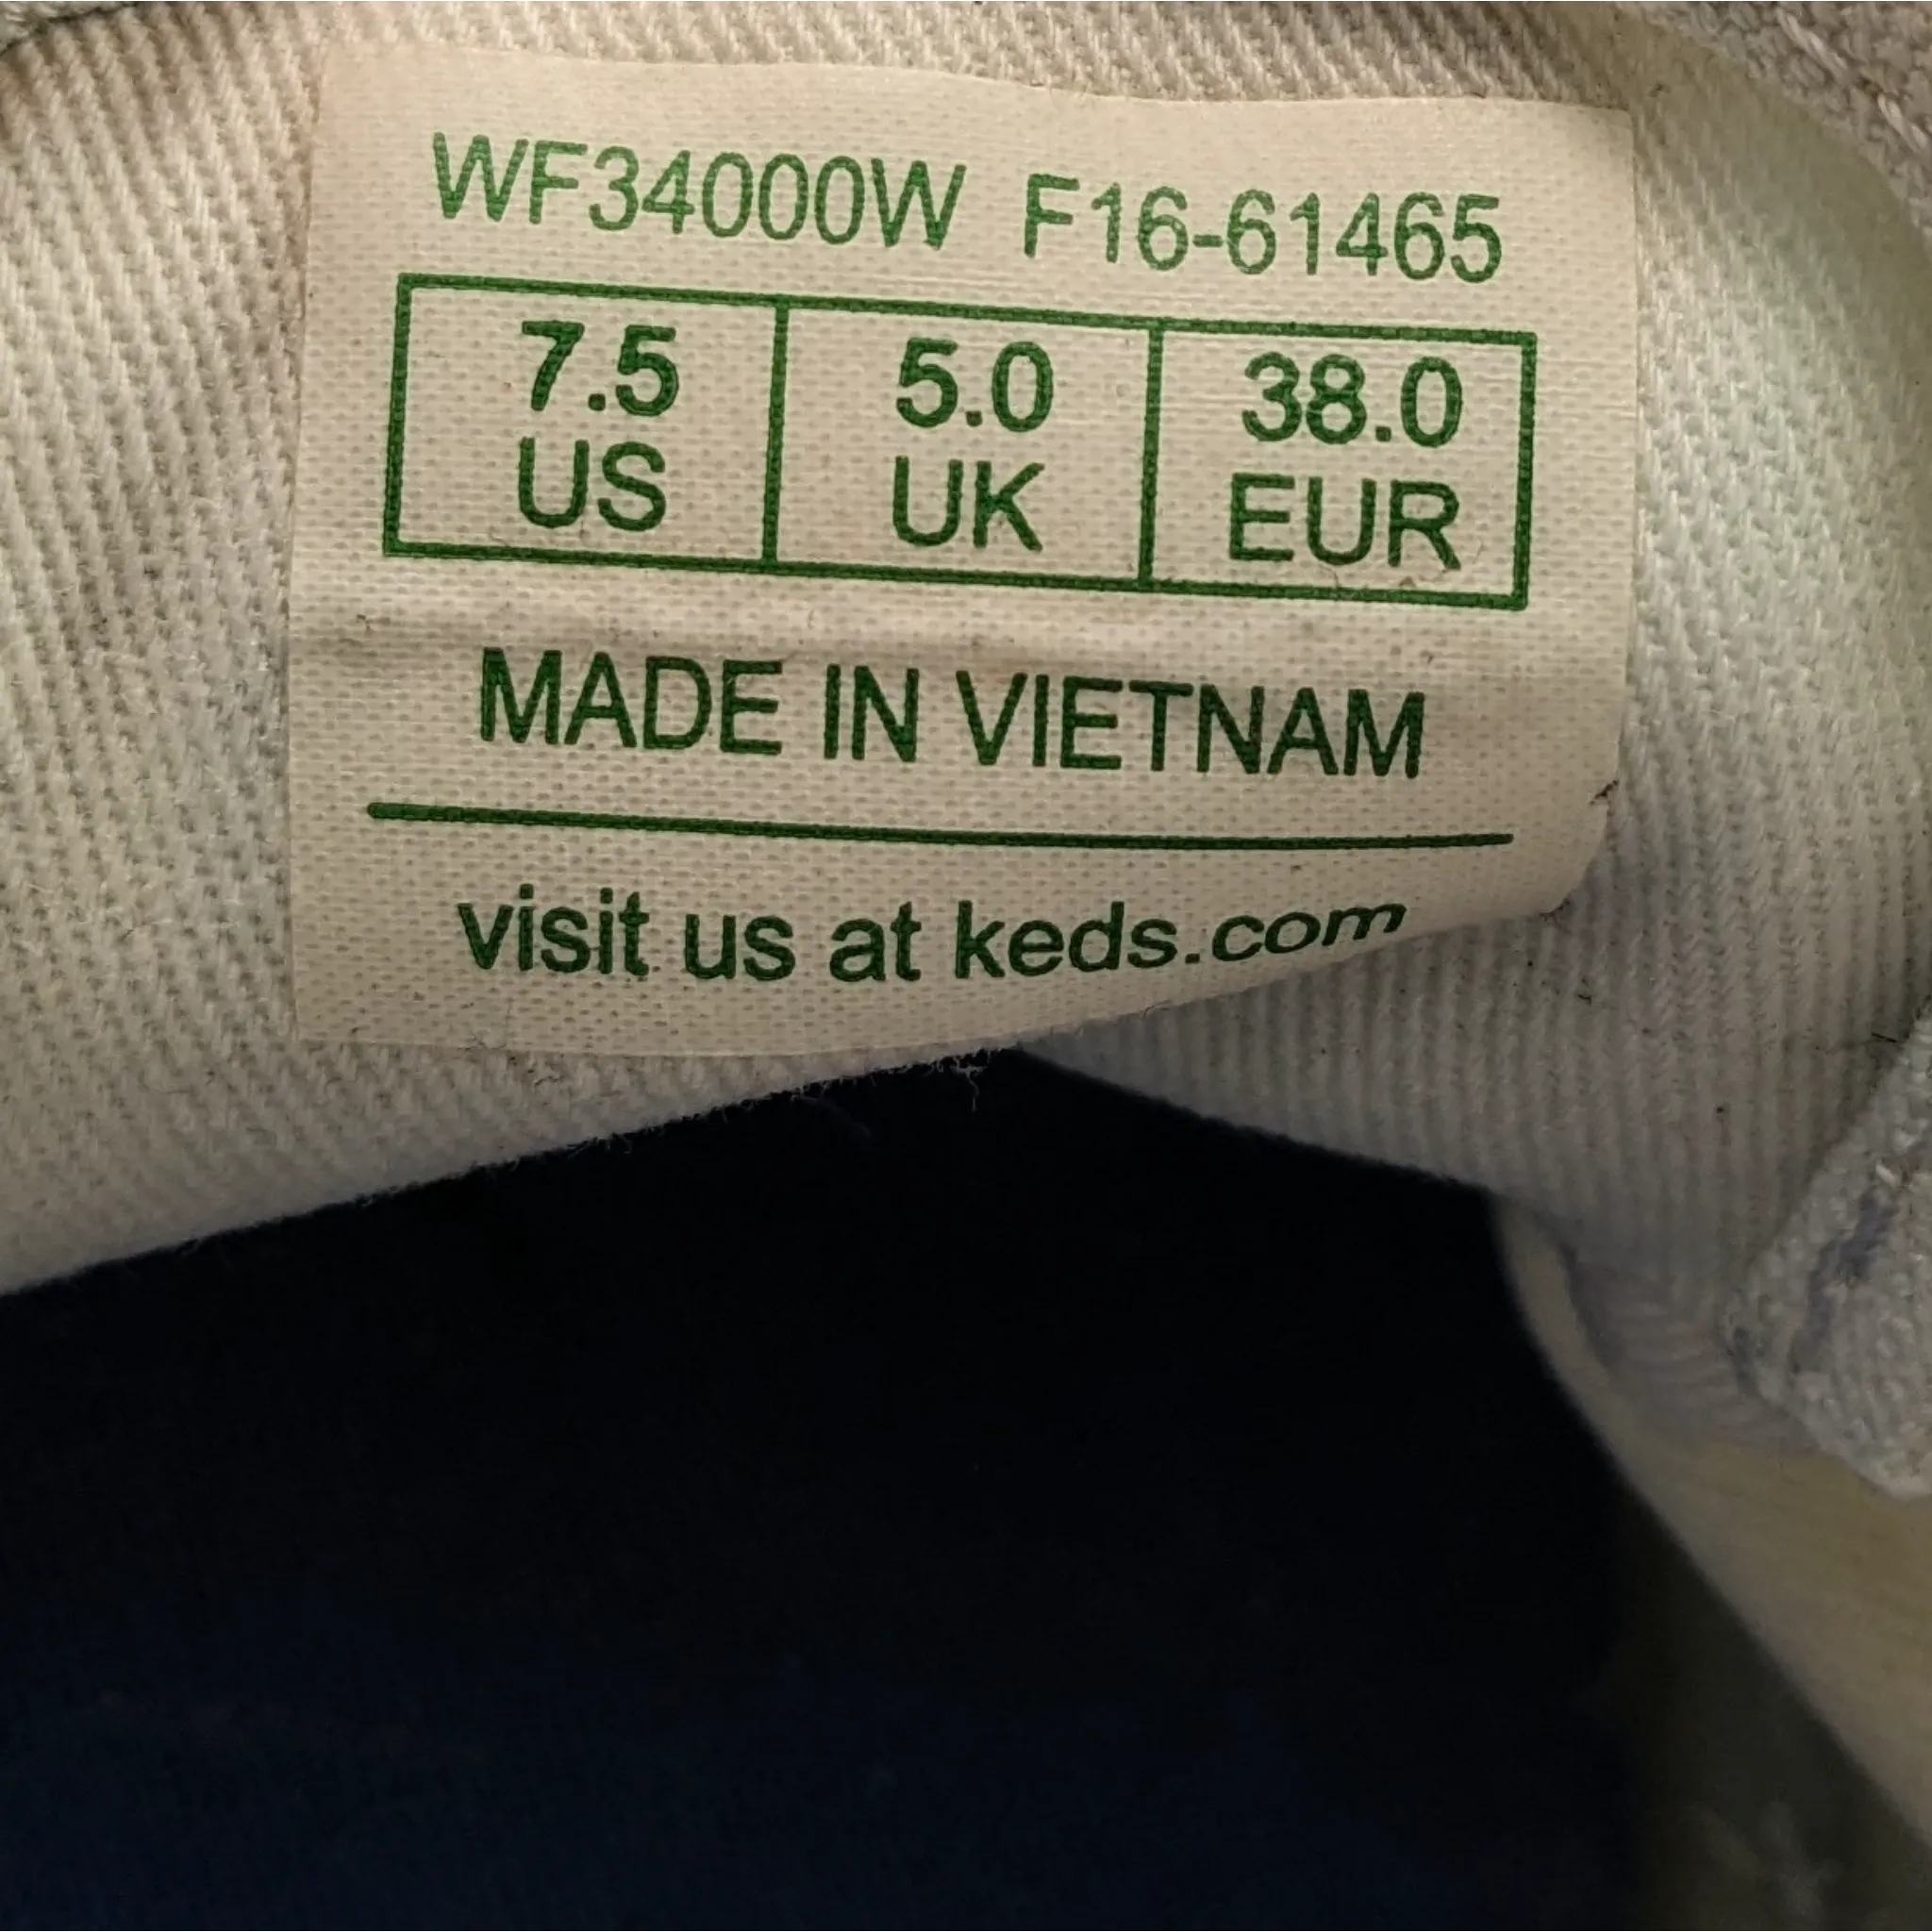 WF34000W F16-61465
7.5 5.0 38.0
US UK EUR
MADE IN VIETNAM
visit us at keds.com